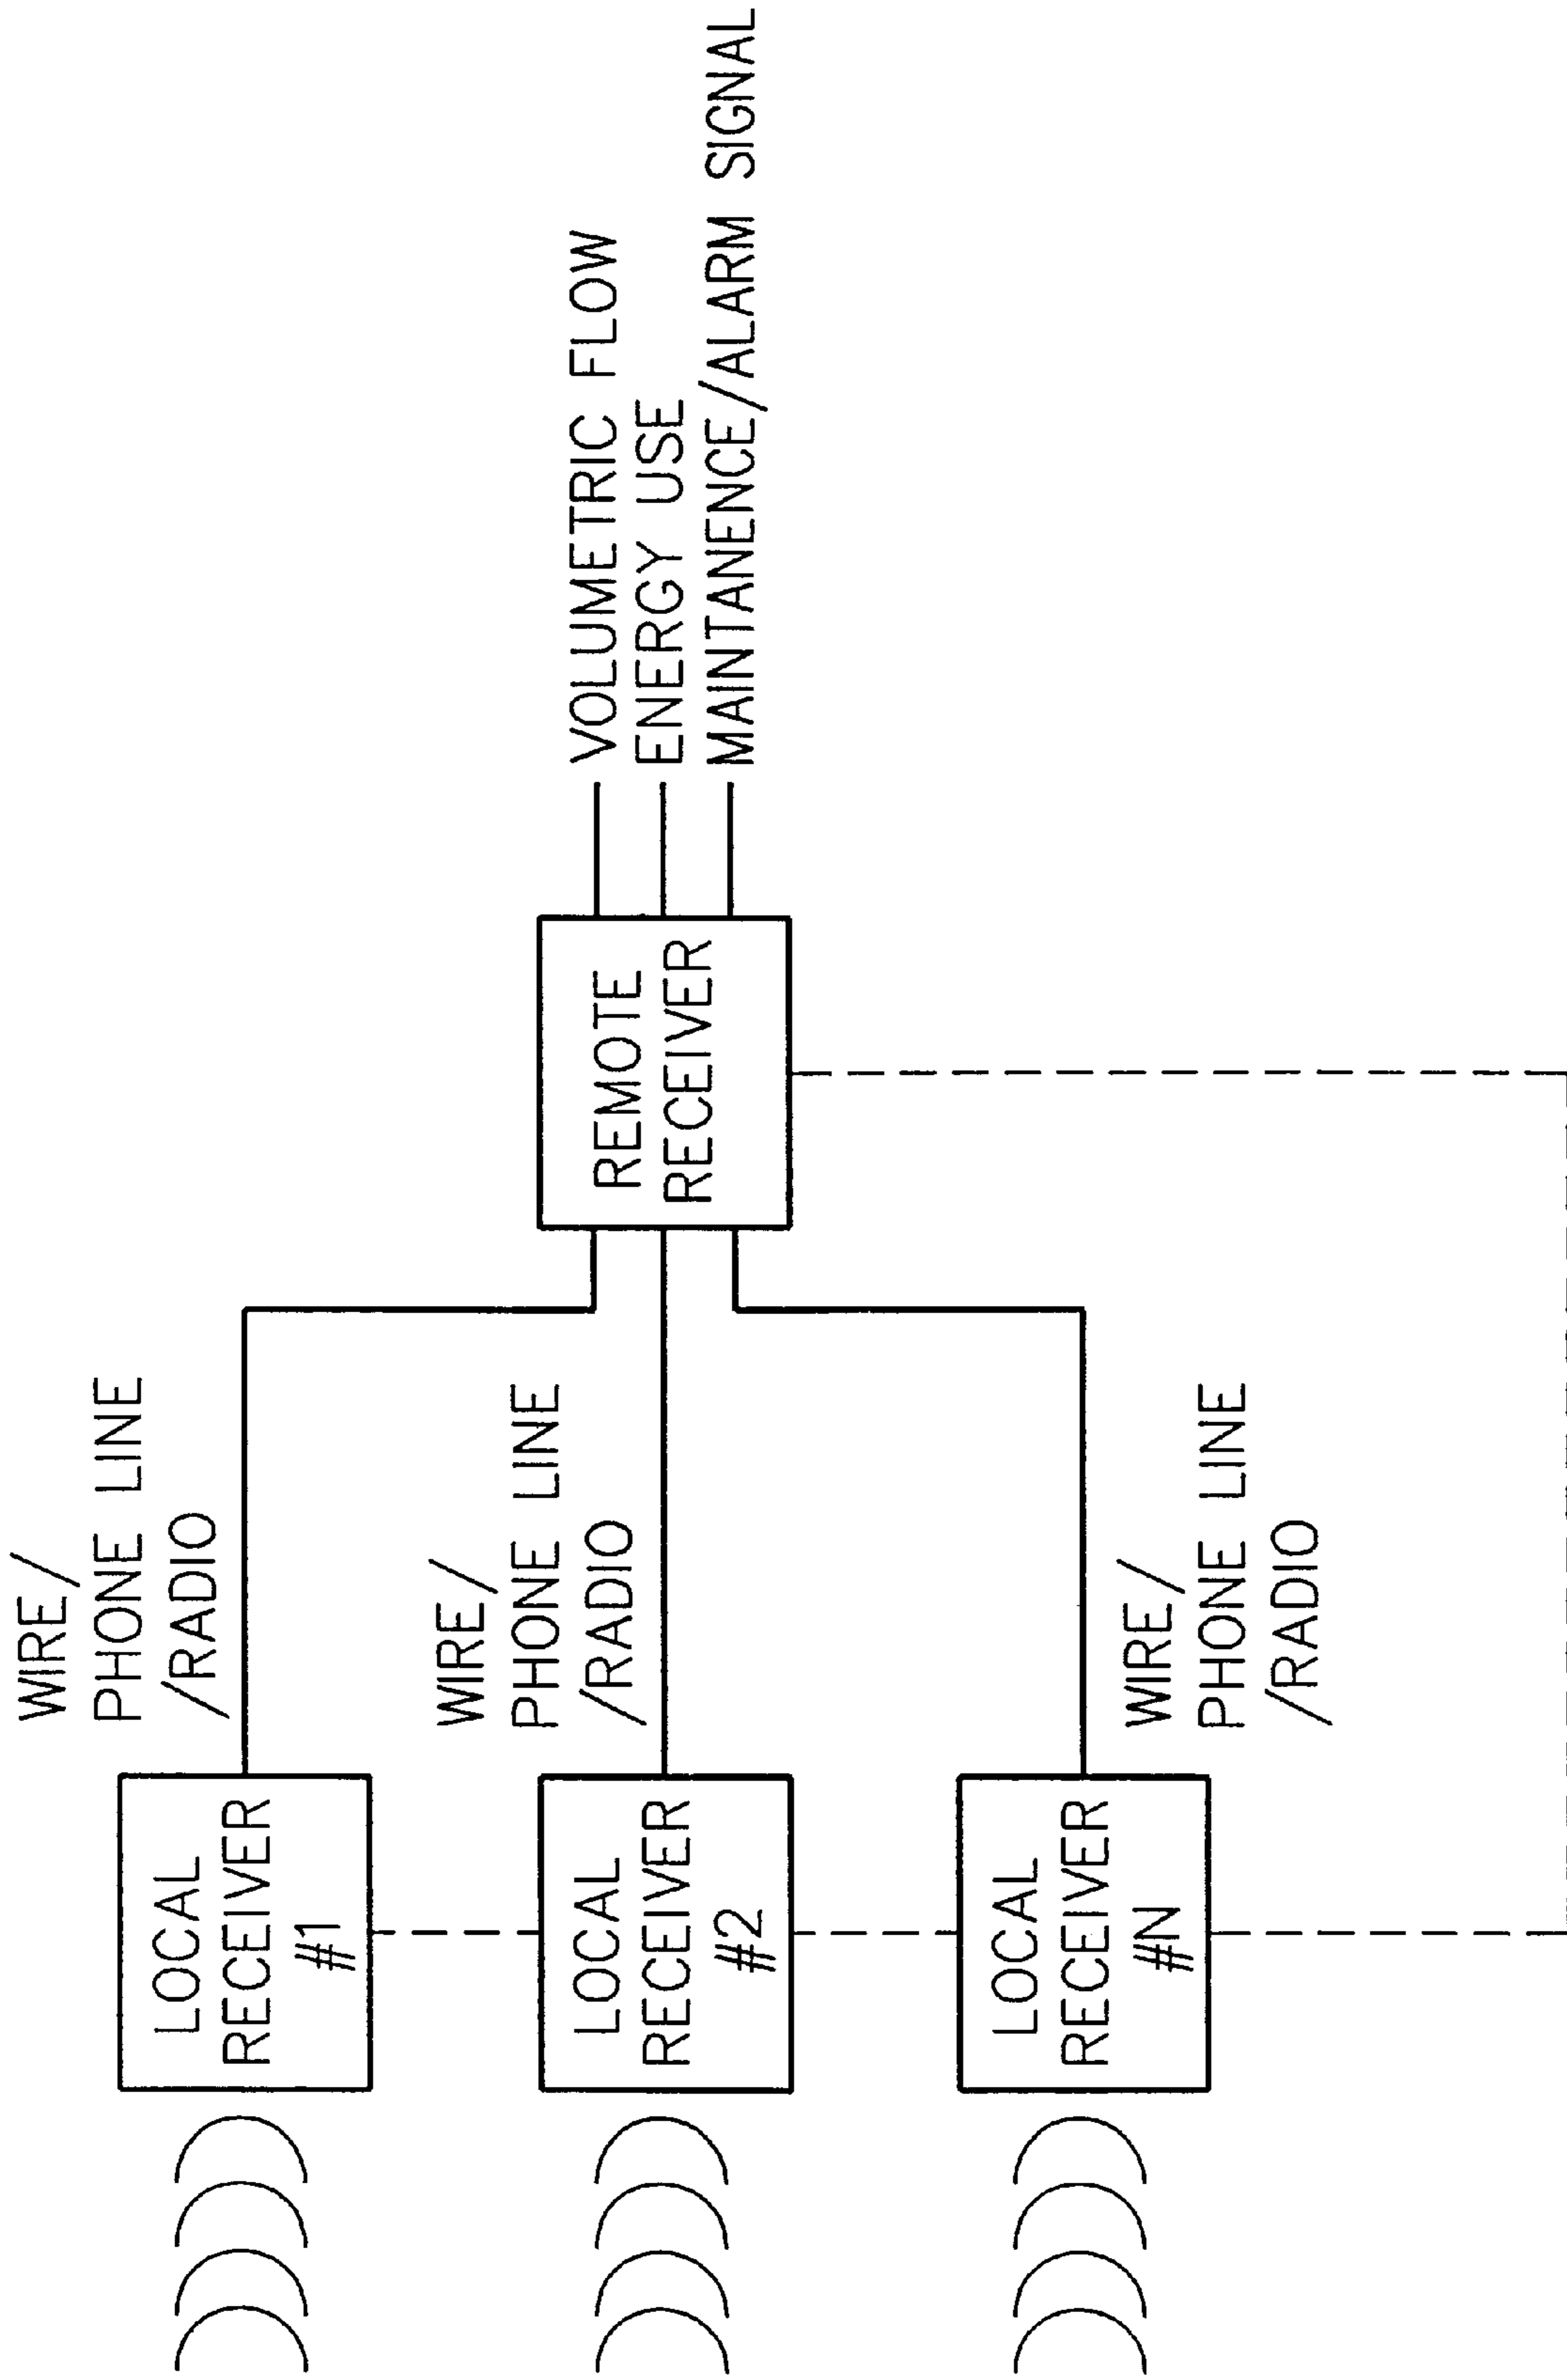 WIRE/
PHONE LINE
/RADIO
LOCAL
RECEIVER
#1
WIRE/
PHONE LINE
/RADIO
LOCAL
RECEIVER
#2
REMOTE
RECEIVER
VOLUMETRIC FLOW
ENERGY USE
MAINTANENCE/ALARM SIGNAL
LOCAL
RECEIVER
#N
WIRE/
PHONE LINE
/RADIO